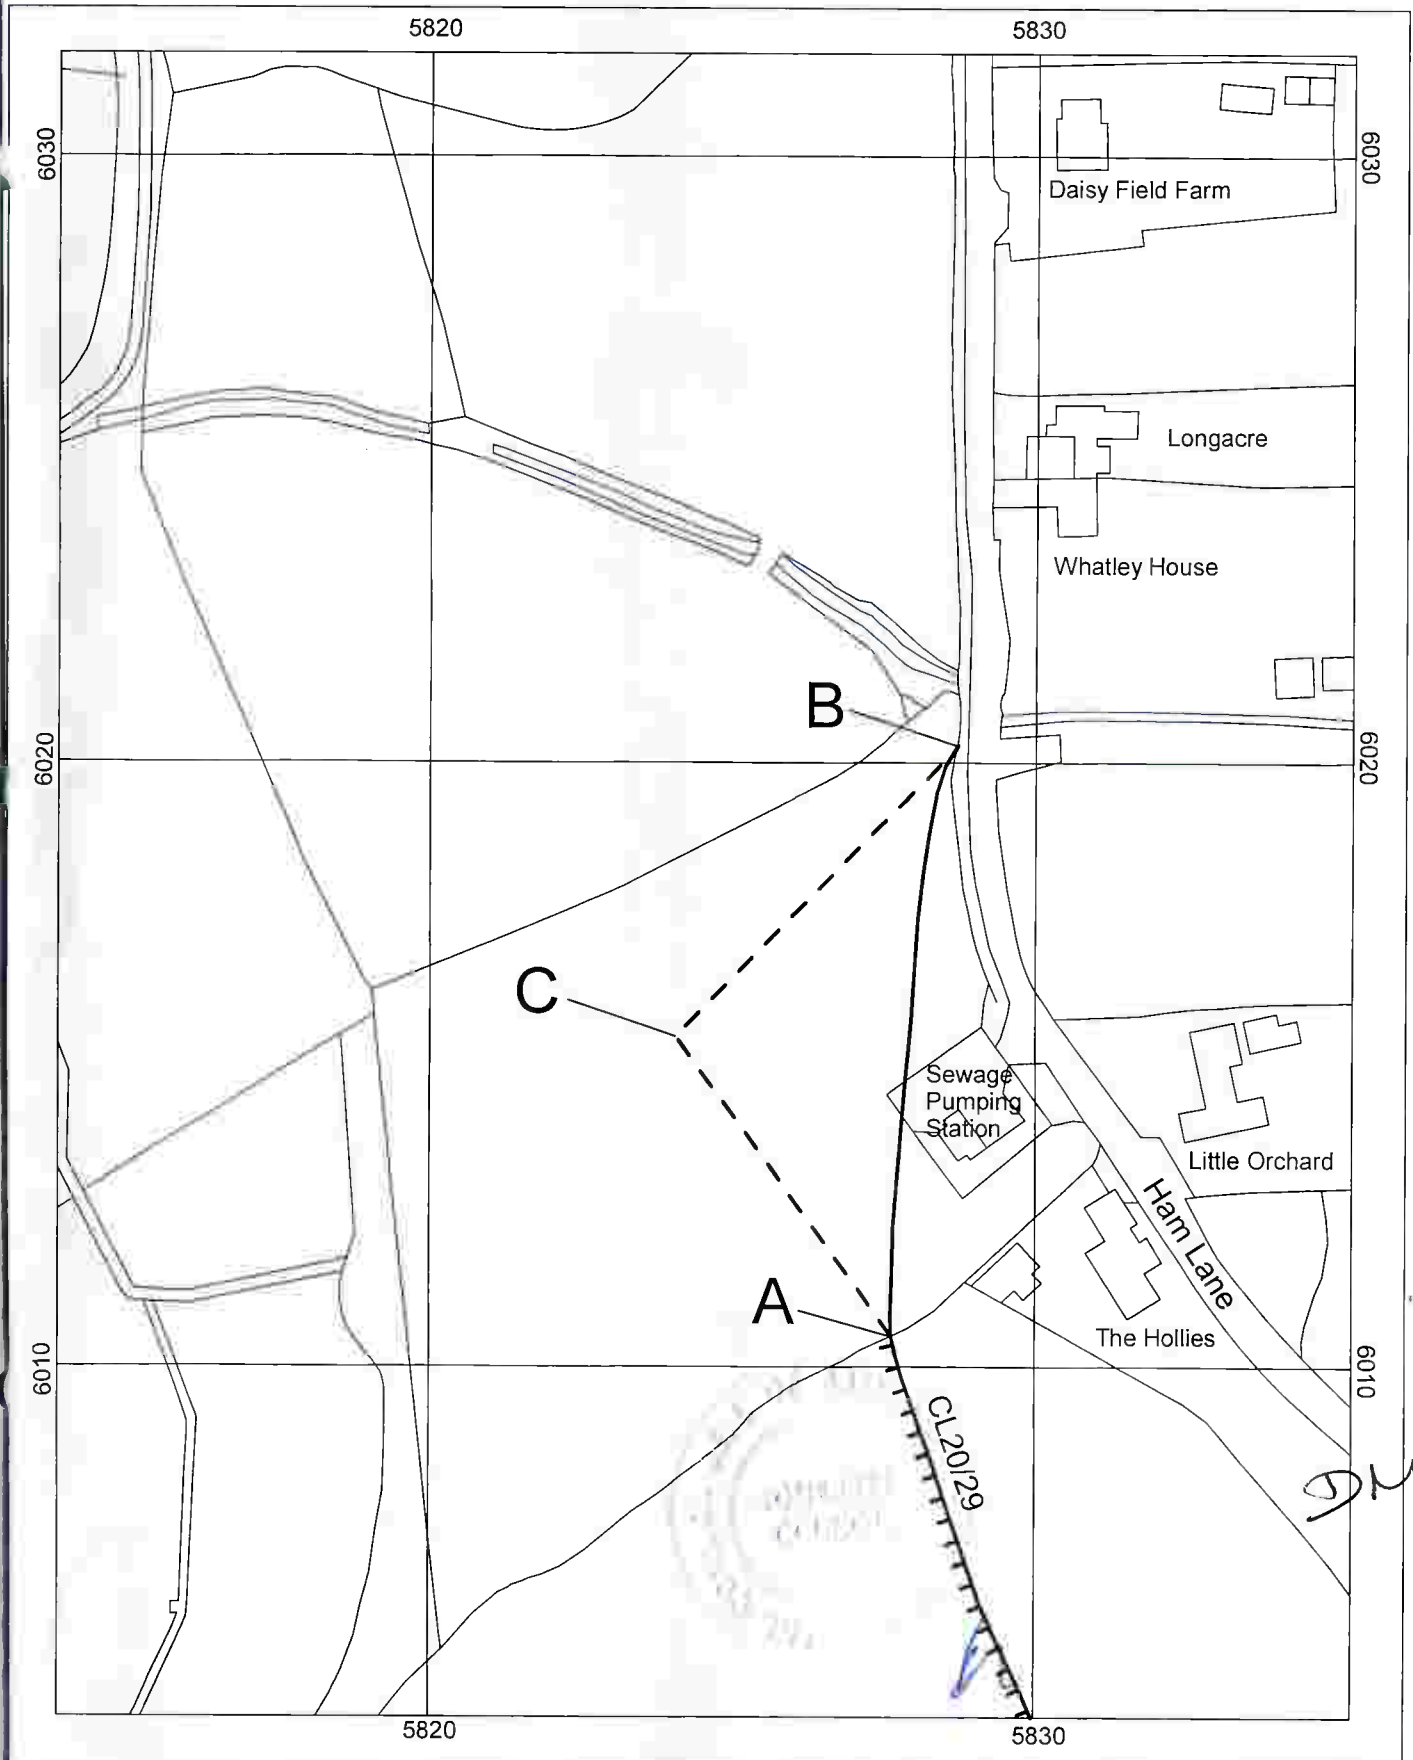 5820
5830
6030
6030
Daisy Field Farm
Longacre
Whatley House
B
6020
6020
C
Sewage
Pumping
Station
Little Orchard
Ham Lane
A
The Hollies
6010
6010
CL20/29
5820
5830